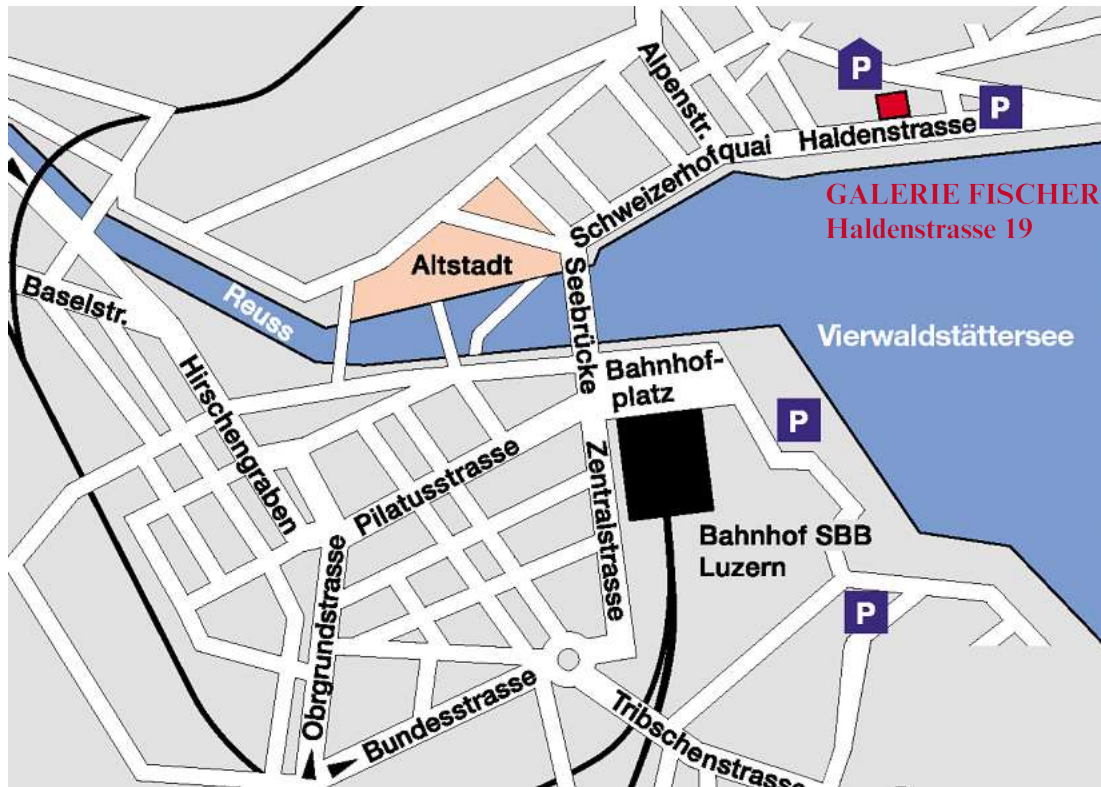 Alpenstr.
P
P
Haldenstrasse
Schweizerhofquai
GALERIE FISCHER
Haldenstrasse 19
Altstadt
Seebrücke
Baselstr.
Reuss
Vierwaldstättersee
Hirschengraben
Bahnhof-
platz
P
Pilatusstrasse
Zentralstrasse
Bahnhof SBB
Luzern
P
Obrgrundstrasse
Bundesstrasse
Tribschenstrasse